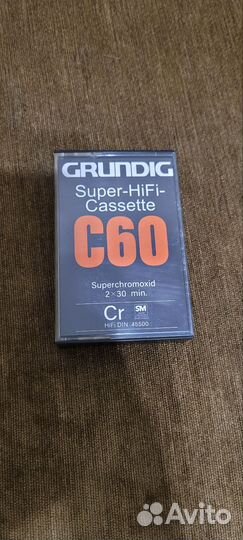 GRUNDIG
Super-HiFi-
Cassette
C60
Superchromoxid
2×30 min.
Cr SM
HiFi DIN 45500
Avito